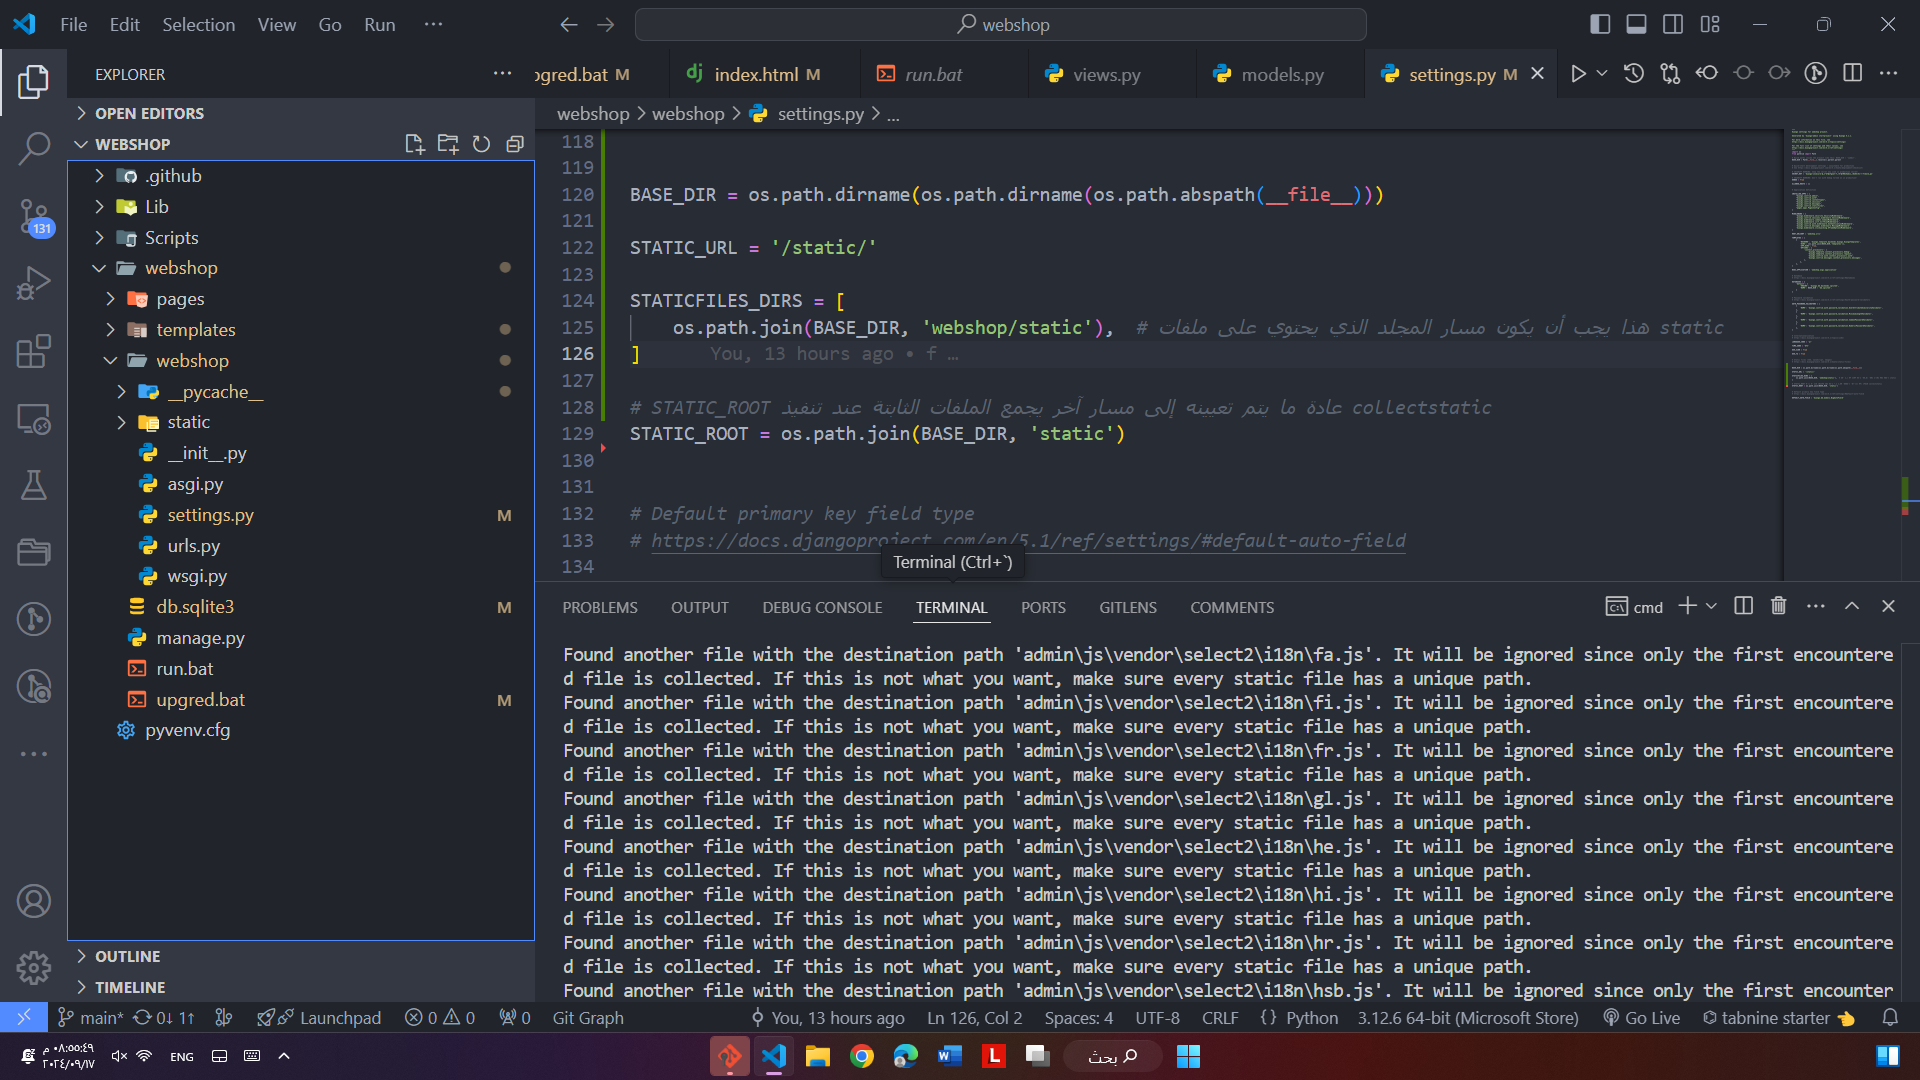 File Edit Selection View Go Run ···
webshop
EXPLORER
OPEN EDITORS
WEBSHOP
.github
Lib
Scripts
webshop
pages
templates
webshop
__pycache__
static
__init__.py
asgi.py
settings.py M
urls.py
wsgi.py
db.sqlite3 M
manage.py
run.bat
upgred.bat M
pyvenv.cfg
OUTLINE
TIMELINE
131
pgred.bat M index.html M run.bat views.py models.py settings.py M
webshop > webshop > settings.py > ...
118
119
120 BASE_DIR = os.path.dirname(os.path.dirname(os.path.abspath(__file__)))
121
122 STATIC_URL = '/static/'
123
124 STATICFILES_DIRS = [
125 os.path.join(BASE_DIR, 'webshop/static'), # هذا يجب أن يكون مسار المجلد الذي يحتوي على ملفات static
126 ] You, 13 hours ago • f …
127
128 # STATIC_ROOT عادة ما يتم تعيينه إلى مسار آخر يجمع الملفات الثابتة عند تنفيذ collectstatic
129 STATIC_ROOT = os.path.join(BASE_DIR, 'static')
130
131
132 # Default primary key field type
133 # https://docs.djangoproject.com/en/5.1/ref/settings/#default-auto-field
134
Terminal (Ctrl+`)
PROBLEMS OUTPUT DEBUG CONSOLE TERMINAL PORTS GITLENS COMMENTS cmd
Found another file with the destination path 'admin\js\vendor\select2\i18n\fa.js'. It will be ignored since only the first encountere
d file is collected. If this is not what you want, make sure every static file has a unique path.
Found another file with the destination path 'admin\js\vendor\select2\i18n\fi.js'. It will be ignored since only the first encountere
d file is collected. If this is not what you want, make sure every static file has a unique path.
Found another file with the destination path 'admin\js\vendor\select2\i18n\fr.js'. It will be ignored since only the first encountere
d file is collected. If this is not what you want, make sure every static file has a unique path.
Found another file with the destination path 'admin\js\vendor\select2\i18n\gl.js'. It will be ignored since only the first encountere
d file is collected. If this is not what you want, make sure every static file has a unique path.
Found another file with the destination path 'admin\js\vendor\select2\i18n\he.js'. It will be ignored since only the first encountere
d file is collected. If this is not what you want, make sure every static file has a unique path.
Found another file with the destination path 'admin\js\vendor\select2\i18n\hi.js'. It will be ignored since only the first encountere
d file is collected. If this is not what you want, make sure every static file has a unique path.
Found another file with the destination path 'admin\js\vendor\select2\i18n\hr.js'. It will be ignored since only the first encountere
d file is collected. If this is not what you want, make sure every static file has a unique path.
Found another file with the destination path 'admin\js\vendor\select2\i18n\hsb.js'. It will be ignored since only the first encounter
main* 0↓ 1↑ Launchpad 0 0 0 Git Graph You, 13 hours ago Ln 126, Col 2 Spaces: 4 UTF-8 CRLF {} Python 3.12.6 64-bit (Microsoft Store) Go Live tabnine starter
٠٨:٥٥:٤٩ م
٢٠٢٤/٠٩/١٧
ENG
بحث